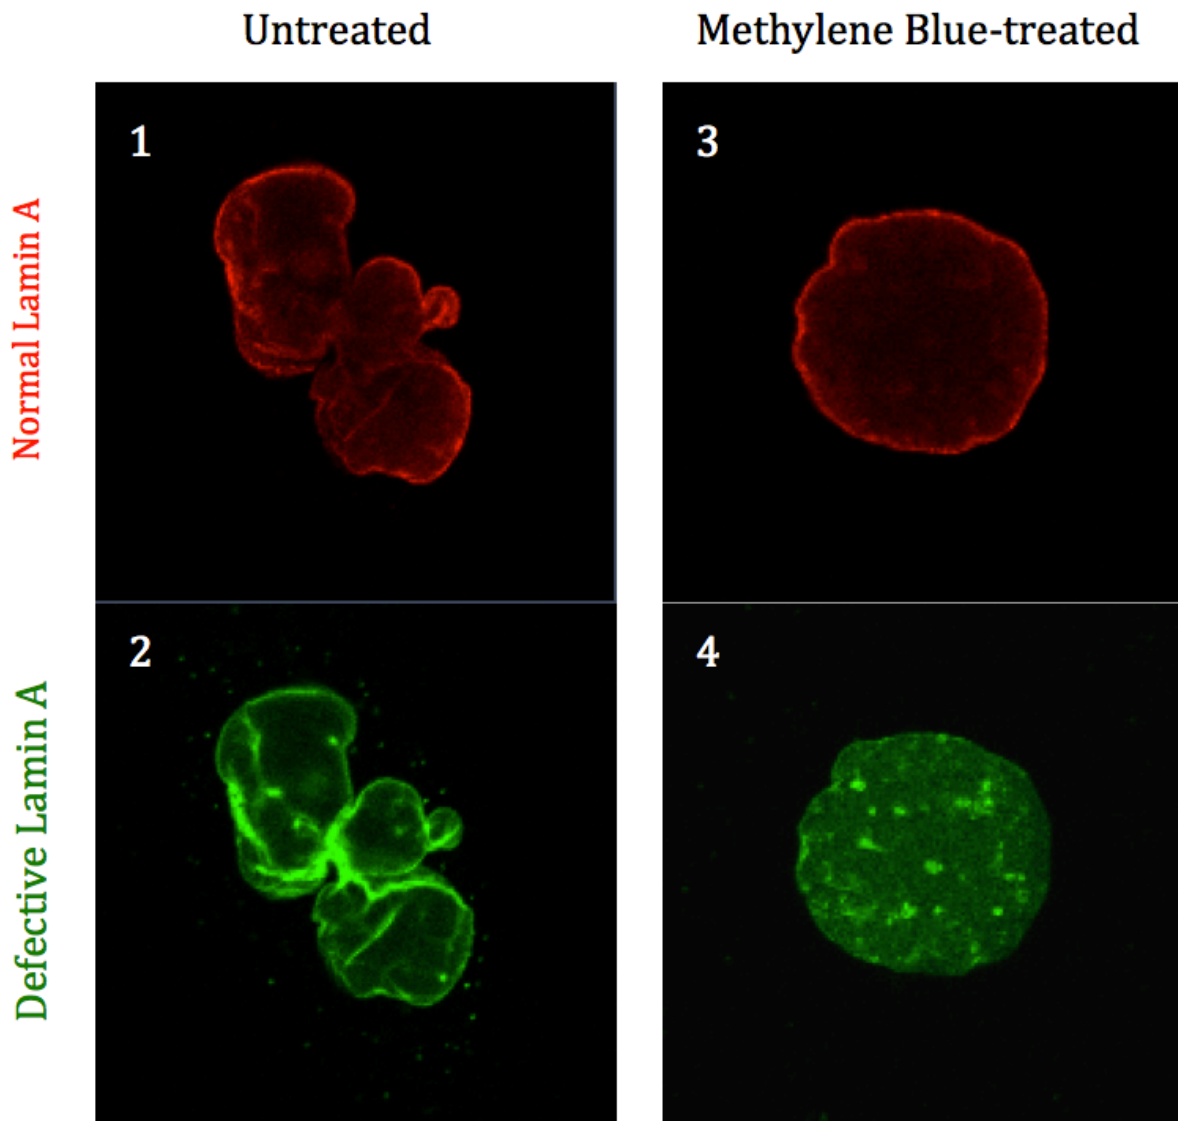 Untreated
Methylene Blue-treated
Normal Lamin A
1
3
Defective Lamin A
2
4